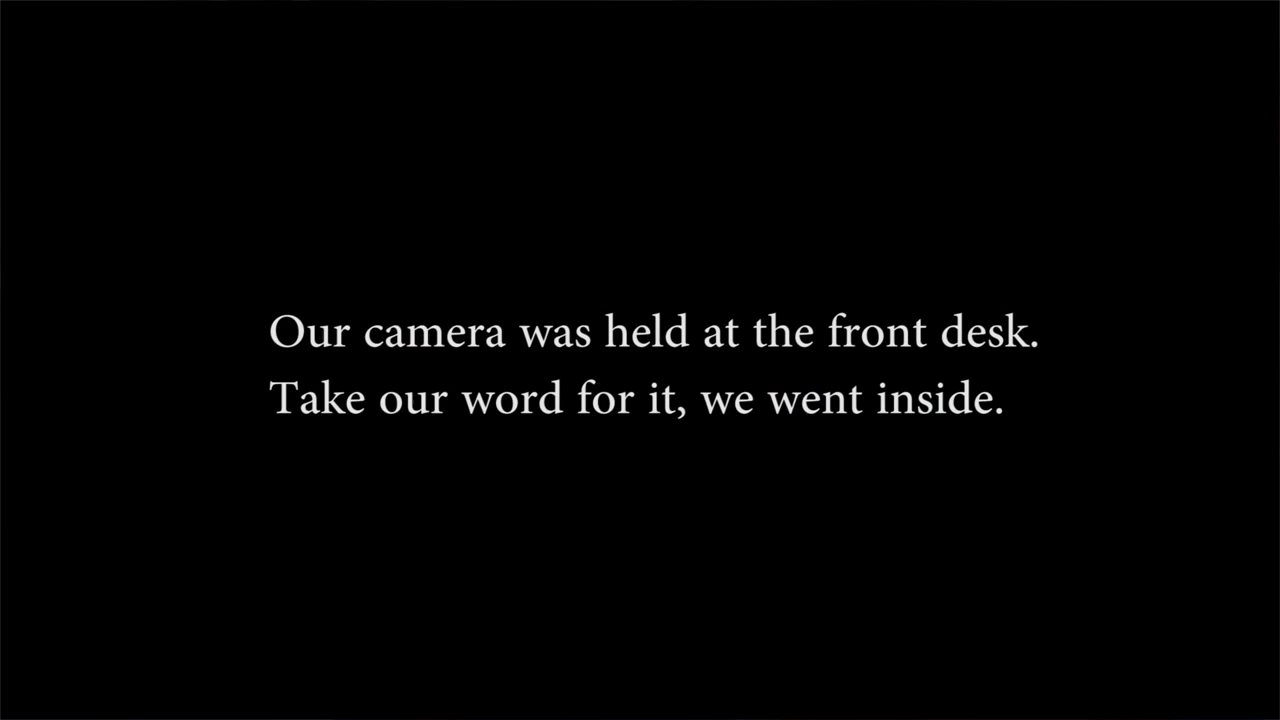 Our camera was held at the front desk.
Take our word for it, we went inside.